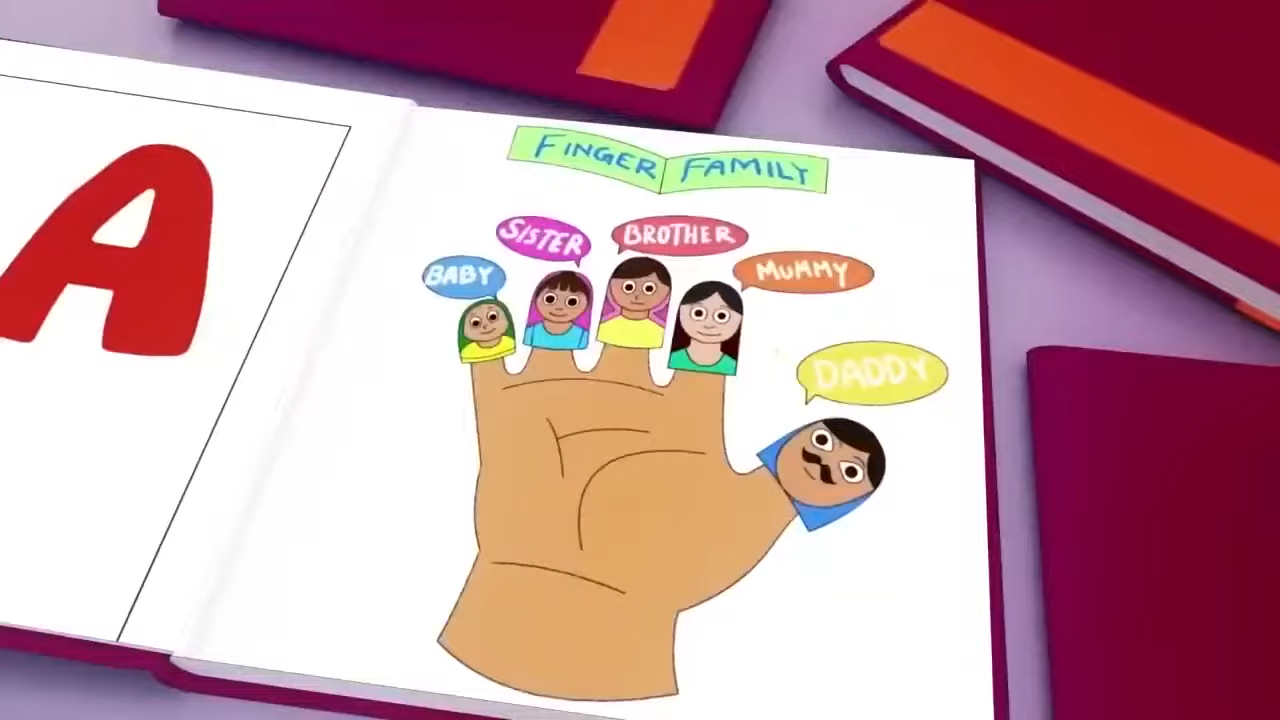 A
FINGER FAMILY
SISTER
BROTHER
BABY
MUMMY
DADDY